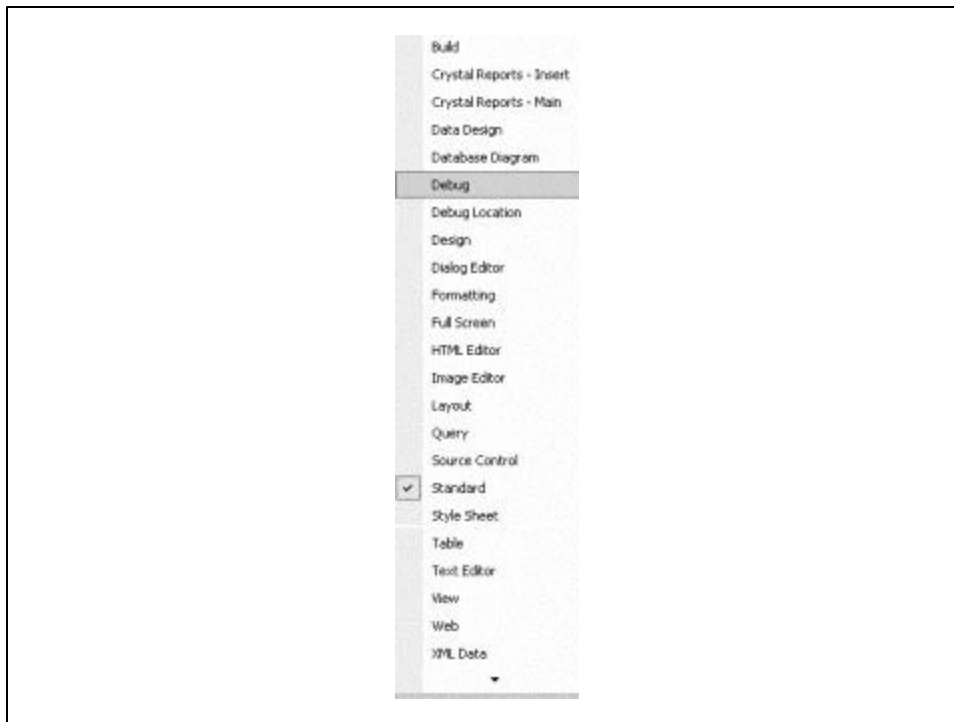 Build
Crystal Reports - Insert
Crystal Reports - Main
Data Design
Database Diagram
Debug
Debug Location
Design
Dialog Editor
Formatting
Full Screen
HTML Editor
Image Editor
Layout
Query
Source Control
Standard
Style Sheet
Table
Text Editor
View
Web
XML Data